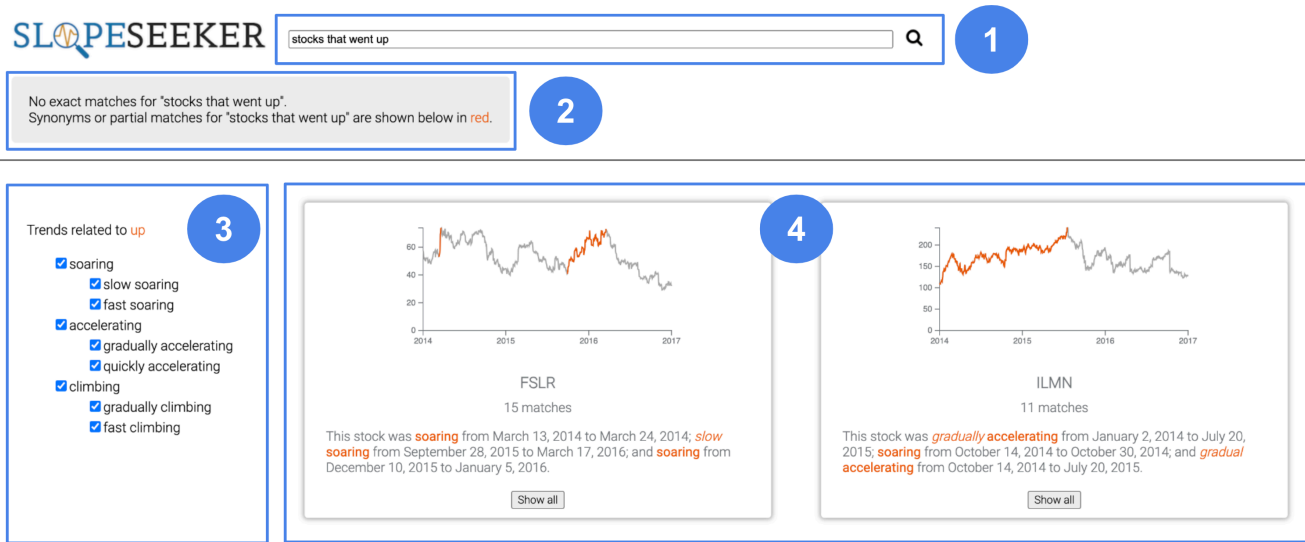 SLOPESEEKER
stocks that went up
1
No exact matches for "stocks that went up".
Synonyms or partial matches for "stocks that went up" are shown below in red.
2
3
Trends related to up
soaring
slow soaring
fast soaring
accelerating
gradually accelerating
quickly accelerating
climbing
gradually climbing
fast climbing
4
60
40
20
0
2014 2015 2016 2017
FSLR
15 matches
This stock was soaring from March 13, 2014 to March 24, 2014; slow
soaring from September 28, 2015 to March 17, 2016; and soaring from
December 10, 2015 to January 5, 2016.
Show all
200
150
100
50
0
2014 2015 2016 2017
ILMN
11 matches
This stock was gradually accelerating from January 2, 2014 to July 20,
2015; soaring from October 14, 2014 to October 30, 2014; and gradual
accelerating from October 14, 2014 to July 20, 2015.
Show all